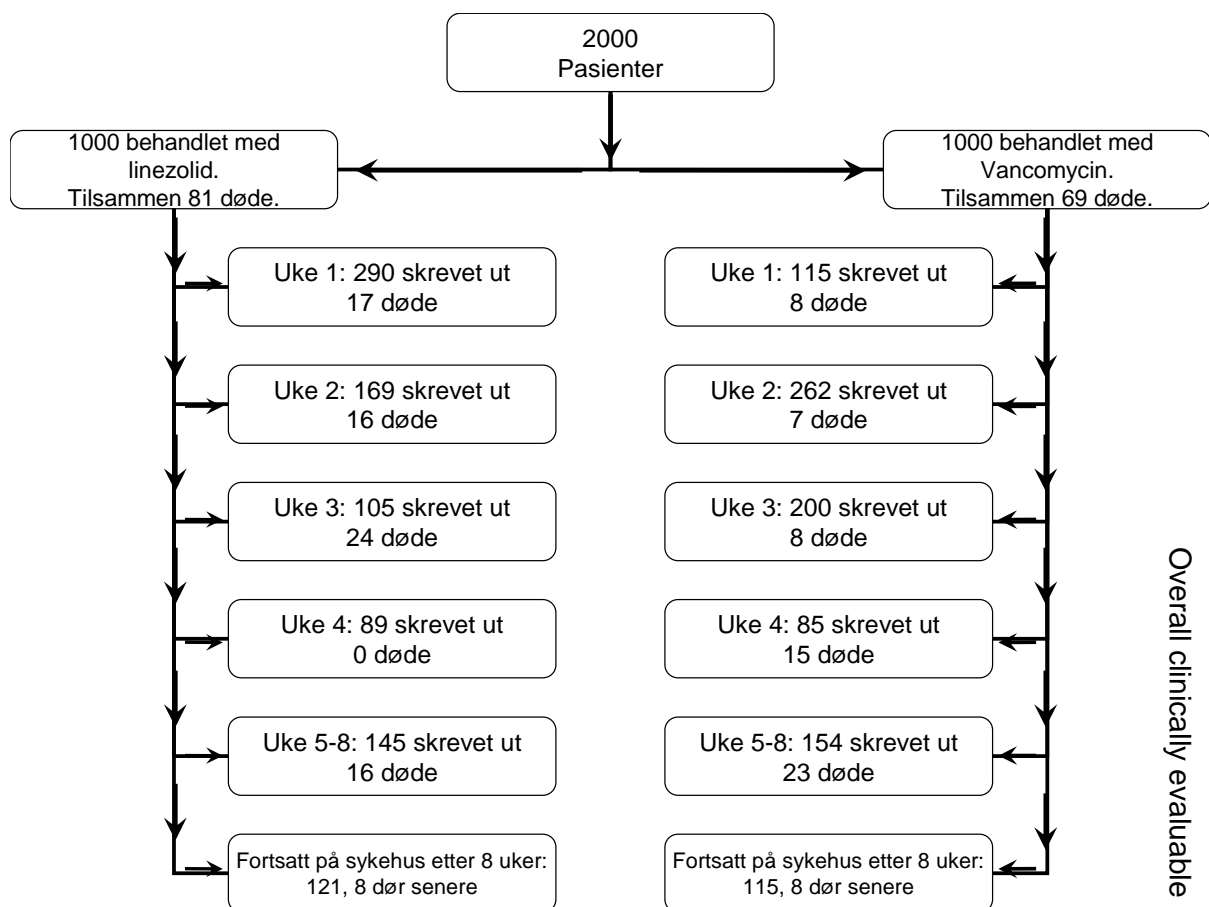 2000
Pasienter
1000 behandlet med
linezolid.
Tilsammen 81 døde.
1000 behandlet med
Vancomycin.
Tilsammen 69 døde.
Uke 1: 290 skrevet ut
17 døde
Uke 1: 115 skrevet ut
8 døde
Uke 2: 169 skrevet ut
16 døde
Uke 2: 262 skrevet ut
7 døde
Uke 3: 105 skrevet ut
24 døde
Uke 3: 200 skrevet ut
8 døde
Uke 4: 89 skrevet ut
0 døde
Uke 4: 85 skrevet ut
15 døde
Uke 5-8: 145 skrevet ut
16 døde
Uke 5-8: 154 skrevet ut
23 døde
Fortsatt på sykehus etter 8 uker:
121, 8 dør senere
Fortsatt på sykehus etter 8 uker:
115, 8 dør senere
Overall clinically evaluable